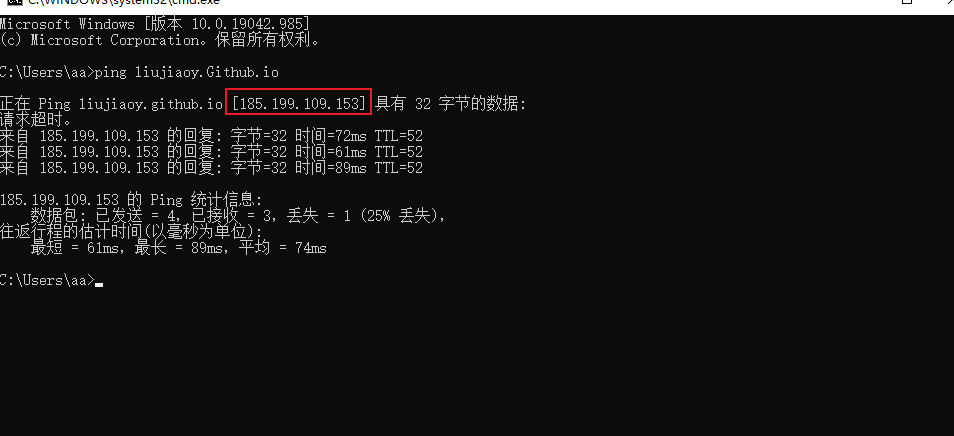 C:\WINDOWS\system32\cmd.exe
Microsoft Windows [版本 10.0.19042.985]
(c) Microsoft Corporation。保留所有权利。
C:\Users\aa>ping liujiaoy.Github.io
正在 Ping liujiaoy.github.io [185.199.109.153] 具有 32 字节的数据:
请求超时。
来自 185.199.109.153 的回复: 字节=32 时间=72ms TTL=52
来自 185.199.109.153 的回复: 字节=32 时间=61ms TTL=52
来自 185.199.109.153 的回复: 字节=32 时间=89ms TTL=52
185.199.109.153 的 Ping 统计信息:
数据包: 已发送 = 4，已接收 = 3，丢失 = 1 (25% 丢失)，
往返行程的估计时间(以毫秒为单位):
最短 = 61ms，最长 = 89ms，平均 = 74ms
C:\Users\aa>